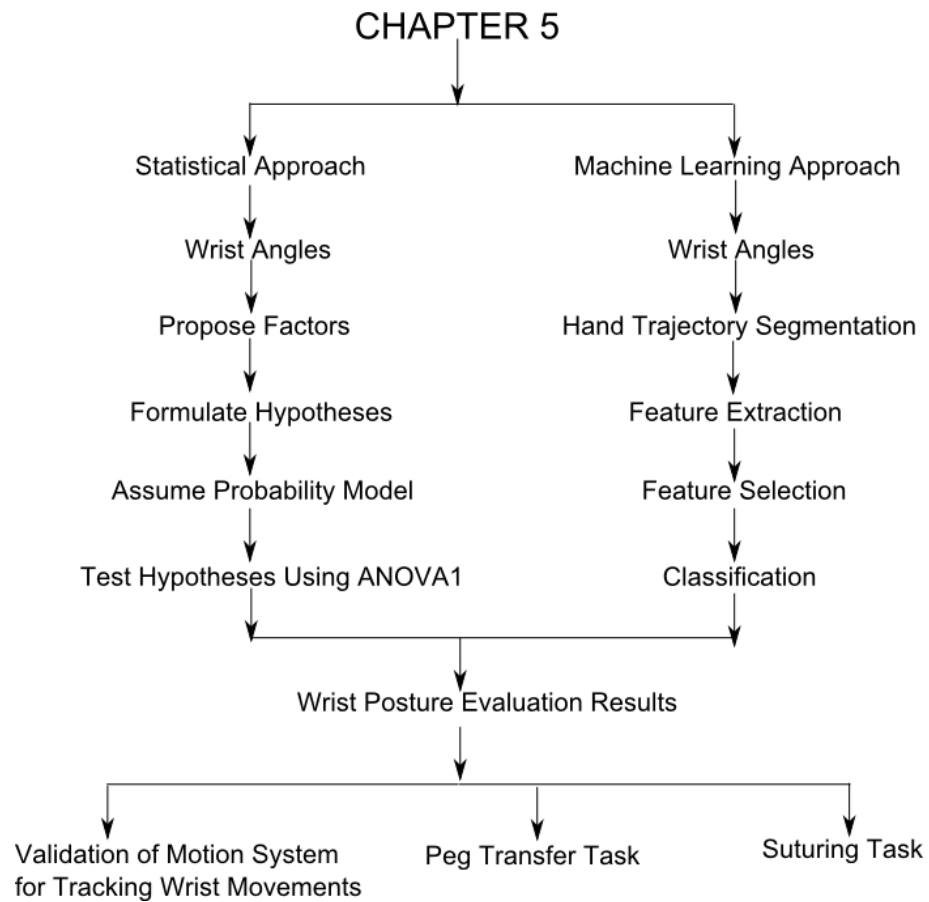 CHAPTER 5
Statistical Approach
Machine Learning Approach
Wrist Angles
Wrist Angles
Propose Factors
Hand Trajectory Segmentation
Formulate Hypotheses
Feature Extraction
Assume Probability Model
Feature Selection
Test Hypotheses Using ANOVA1
Classification
Wrist Posture Evaluation Results
Validation of Motion System
for Tracking Wrist Movements
Peg Transfer Task
Suturing Task